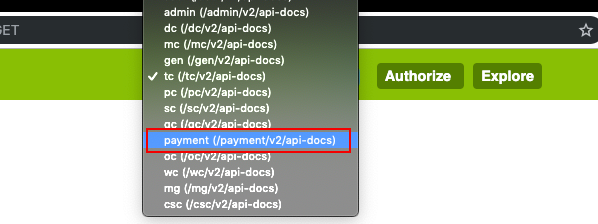 admin (/admin/v2/api-docs)
GET
dc (/dc/v2/api-docs)
mc (/mc/v2/api-docs)
gen (/gen/v2/api-docs)
✓ tc (/tc/v2/api-docs)
Authorize
Explore
pc (/pc/v2/api-docs)
sc (/sc/v2/api-docs)
qc (/qc/v2/api-docs)
payment (/payment/v2/api-docs)
oc (/oc/v2/api-docs)
wc (/wc/v2/api-docs)
mg (/mg/v2/api-docs)
csc (/csc/v2/api-docs)